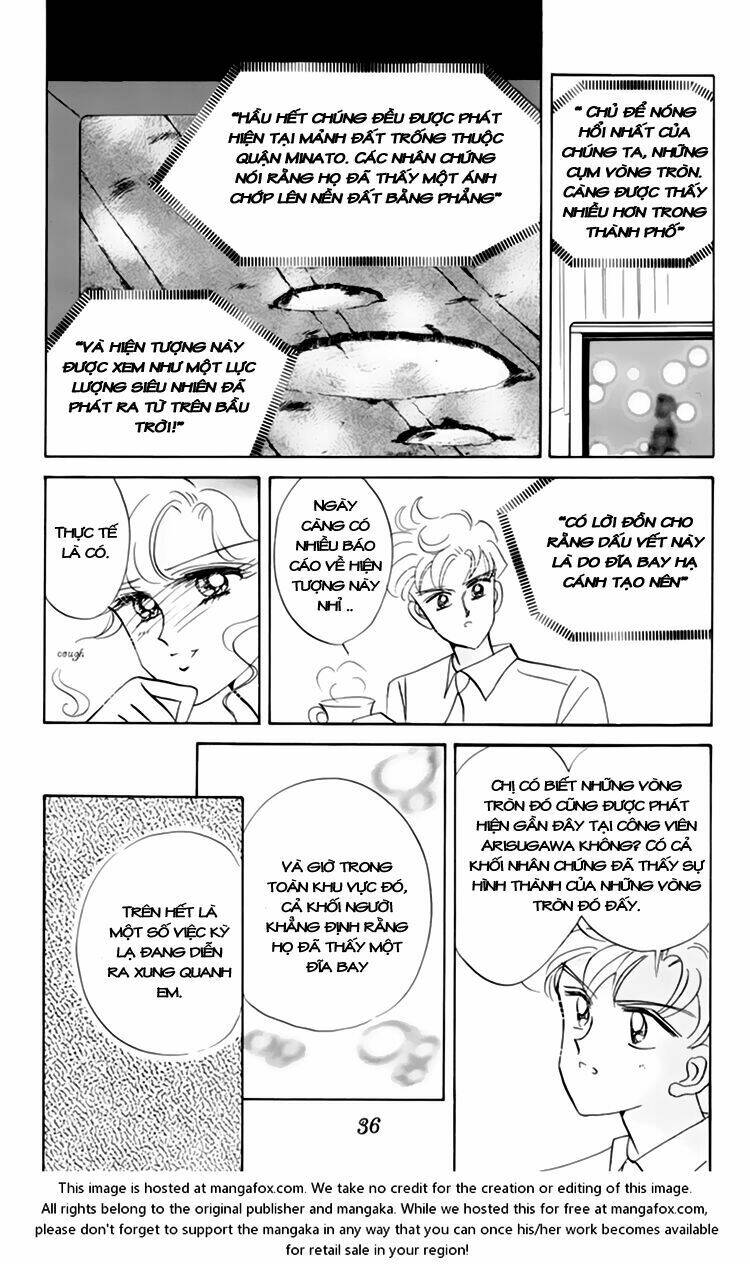 “ CHỦ ĐỀ NÓNG
HỔI NHẤT CỦA
CHÚNG TA, NHỮNG
CỤM VÒNG TRÒN.
CÀNG ĐƯỢC THẤY
NHIỀU HƠN TRONG
THÀNH PHỐ”
“HẦU HẾT CHÚNG ĐỀU ĐƯỢC PHÁT
HIỆN TẠI MẢNH ĐẤT TRỐNG THUỘC
QUẬN MINATO. CÁC NHÂN CHỨNG
NÓI RẰNG HỌ ĐÃ THẤY MỘT ÁNH
CHỚP LÊN NỀN ĐẤT BẰNG PHẲNG”
“VÀ HIỆN TƯỢNG NÀY
ĐƯỢC XEM NHƯ MỘT LỰC
LƯỢNG SIÊU NHIÊN ĐÃ
PHÁT RA TỪ TRÊN BẦU
TRỜI!”
“CÓ LỜI ĐỒN CHO
RẰNG DẤU VẾT NÀY
LÀ DO ĐĨA BAY HẠ
CÁNH TẠO NÊN”
NGÀY
CÀNG CÓ
NHIỀU BÁO
CÁO VỀ HIỆN
TƯỢNG NÀY
NHỈ ..
THỰC TẾ
LÀ CÓ.
cough
CHỊ CÓ BIẾT NHỮNG VÒNG
TRÒN ĐÓ CŨNG ĐƯỢC PHÁT
HIỆN GẦN ĐÂY TẠI CÔNG VIÊN
ARISUGAWA KHÔNG? CÓ CẢ
KHỐI NHÂN CHỨNG ĐÃ THẤY SỰ
HÌNH THÀNH CỦA NHỮNG VÒNG
TRÒN ĐÓ ĐẤY.
VÀ GIỜ TRONG
TOÀN KHU VỰC ĐÓ,
CẢ KHỐI NGƯỜI
KHẲNG ĐỊNH RẰNG
HỌ ĐÃ THẤY MỘT
ĐĨA BAY
TRÊN HẾT LÀ
MỘT SỐ VIỆC KỲ
LẠ ĐANG DIỄN
RA XUNG QUANH
EM.
36
This image is hosted at mangafox.com. We take no credit for the creation or editing of this image.
All rights belong to the original publisher and mangaka. While we hosted this for free at mangafox.com,
please don't forget to support the mangaka in any way that you can once his/her work becomes available
for retail sale in your region!